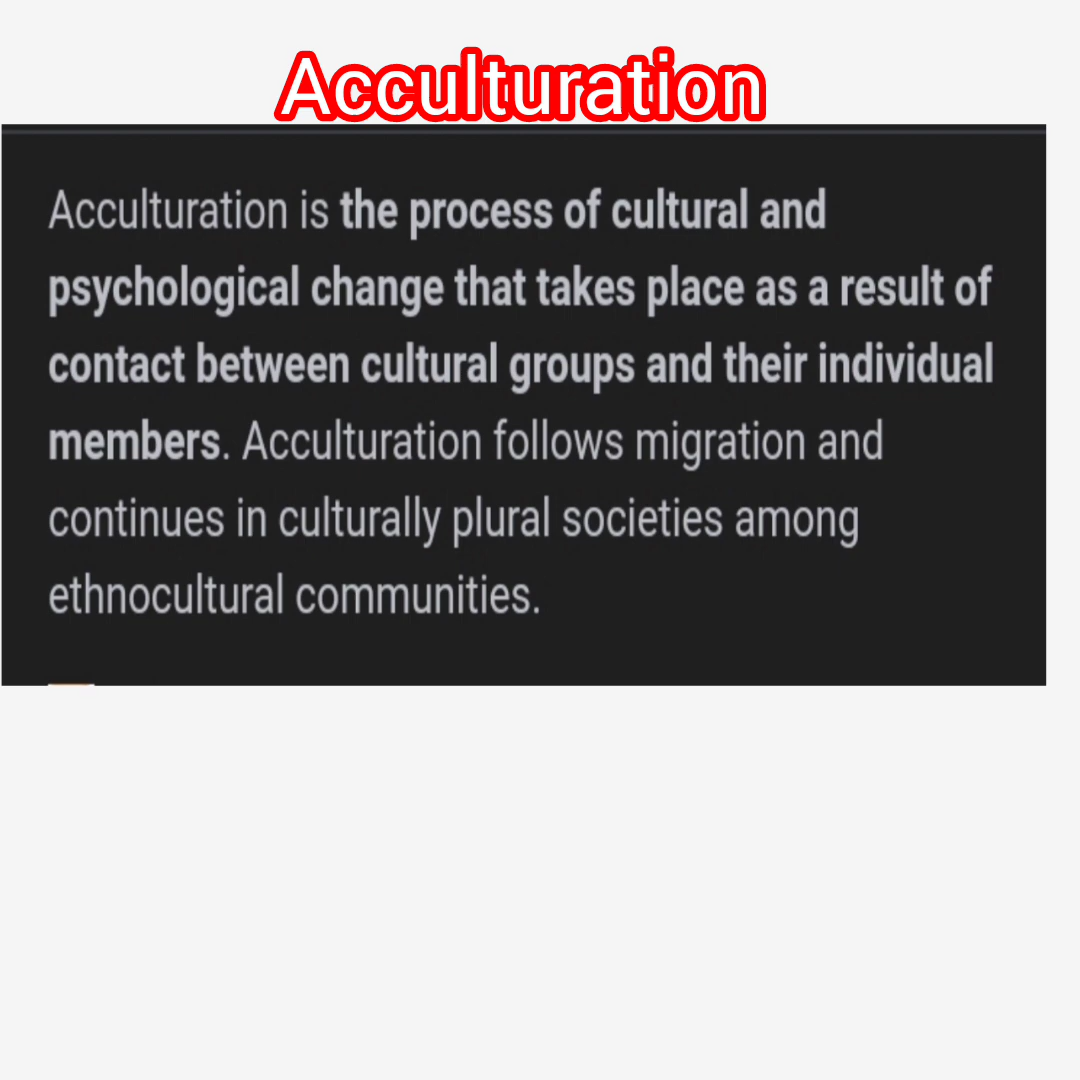 Acculturation
Acculturation is the process of cultural and
psychological change that takes place as a result of
contact between cultural groups and their individual
members. Acculturation follows migration and
continues in culturally plural societies among
ethnocultural communities.